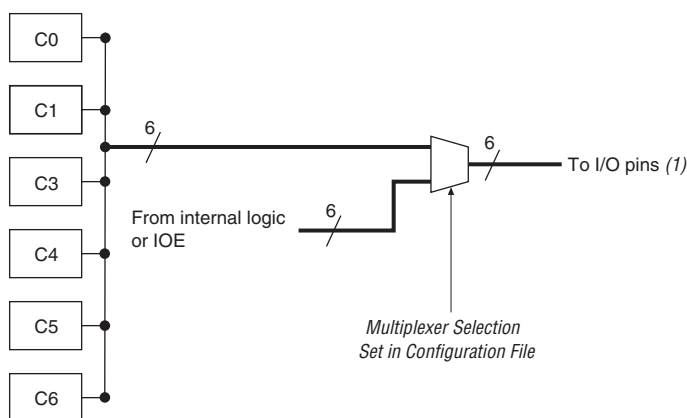 C0
C1
6
6
C3
To I/O pins (1)
From internal logic
or IOE
6
C4
C5
Multiplexer Selection
Set in Configuration File
C6